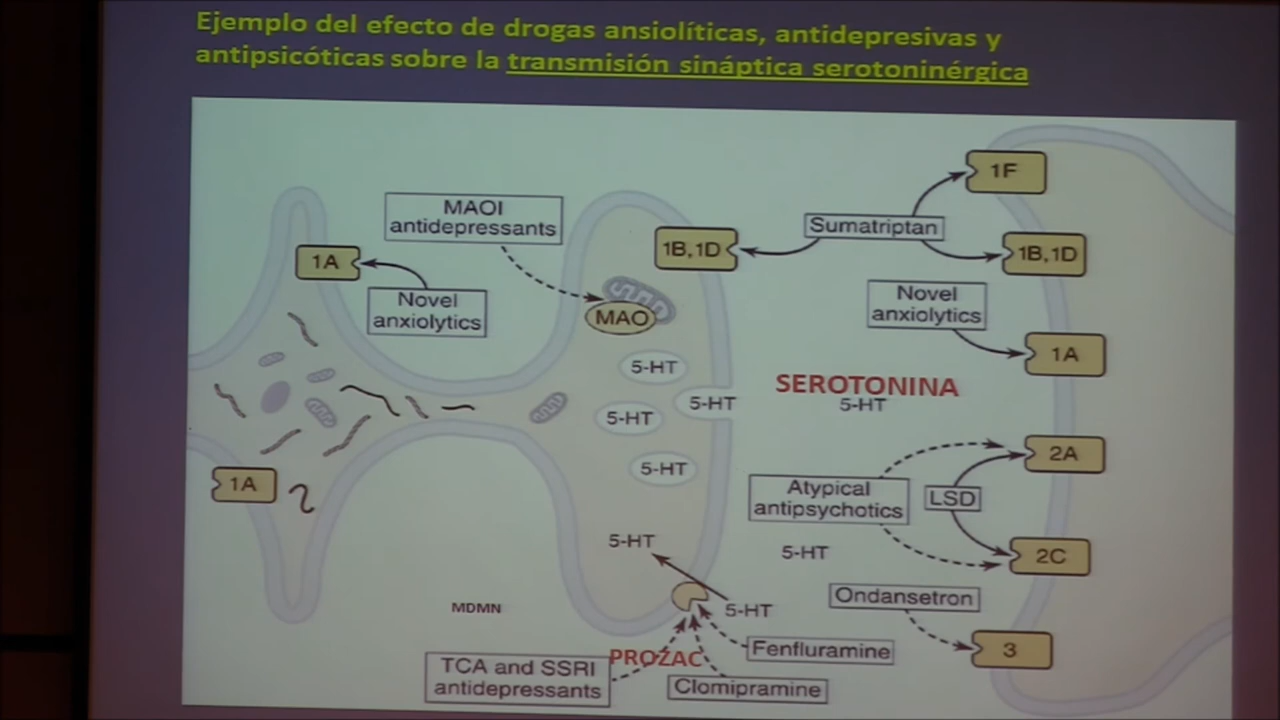 Ejemplo del efecto de drogas ansiolíticas, antidepresivas y
antipsicóticas sobre la transmisión sináptica serotoninérgica
1F
MAOI
antidepressants
Sumatriptan
1B,1D
1B,1D
1A
Novel
anxiolytics
Novel
anxiolytics
MAO
1A
5-HT
SEROTONINA
5-HT
5-HT
5-HT
2A
5-HT
1A
Atypical
antipsychotics
LSD
5-HT
5-HT
2C
Ondansetron
MDMN
5-HT
3
Fenfluramine
PROZAC
TCA and SSRI
antidepressants
Clomipramine